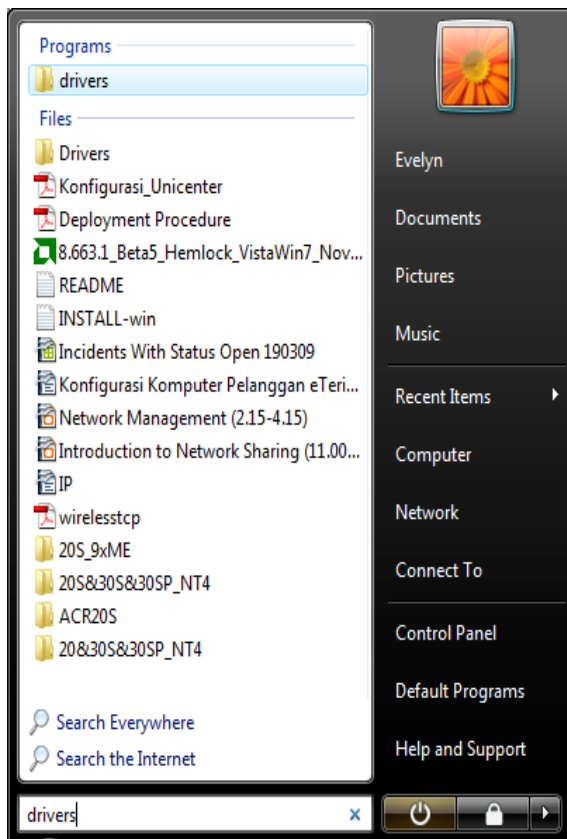 Programs
drivers
Files
Drivers
Konfigurasi_Unicenter
Deployment Procedure
8.663.1_Beta5_Hemlock_VistaWin7_Nov...
README
INSTALL-win
Incidents With Status Open 190309
Konfigurasi Komputer Pelanggan eTeri...
Network Management (2.15-4.15)
Introduction to Network Sharing (11.00...
IP
wirelesstcp
20S_9xME
20S&30S&30SP_NT4
ACR20S
20&30S&30SP_NT4
Search Everywhere
Search the Internet
drivers
Evelyn
Documents
Pictures
Music
Recent Items
Computer
Network
Connect To
Control Panel
Default Programs
Help and Support